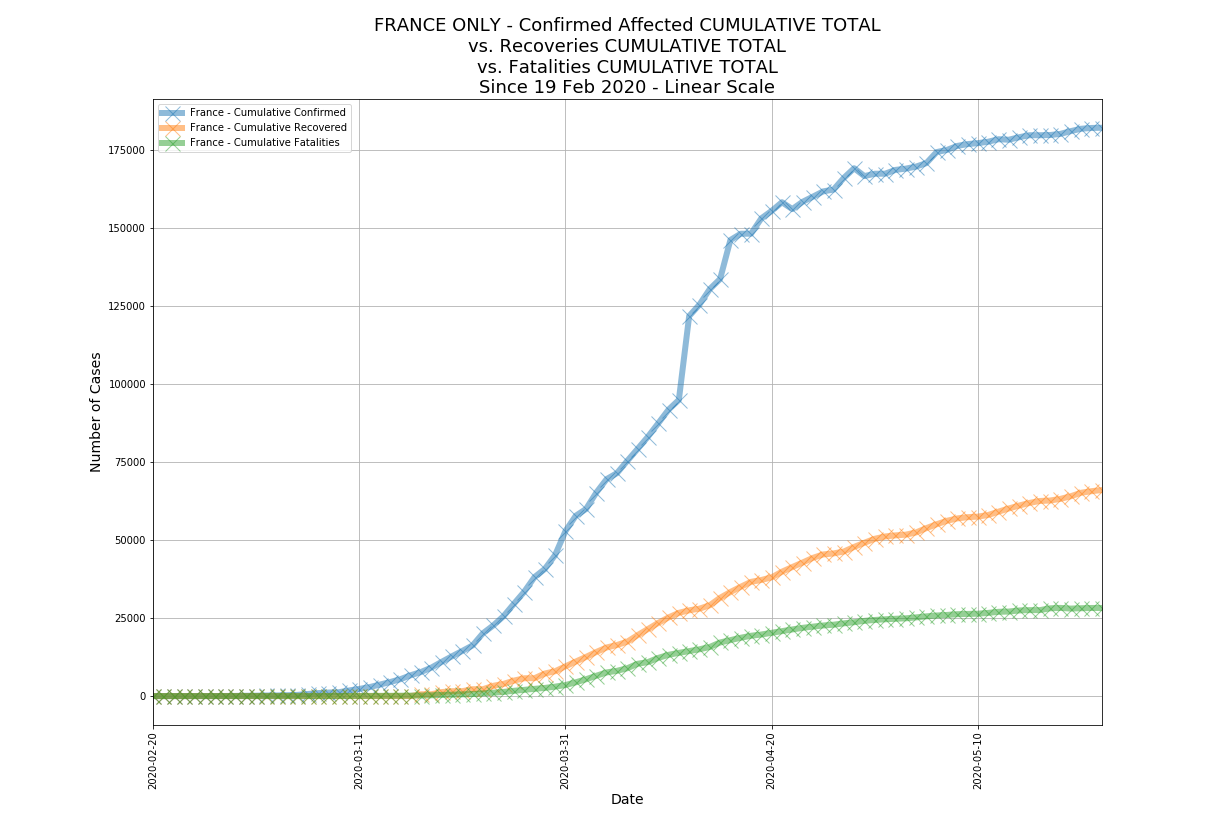 FRANCE ONLY - Confirmed Affected CUMULATIVE TOTAL
vs. Recoveries CUMULATIVE TOTAL
vs. Fatalities CUMULATIVE TOTAL
Since 19 Feb 2020 - Linear Scale
France - Cumulative Confirmed
France - Cumulative Recovered
France - Cumulative Fatalities
Number of Cases
175000
150000
125000
100000
75000
50000
25000
0
2020-02-20
2020-03-11
2020-03-31
2020-04-20
2020-05-10
Date